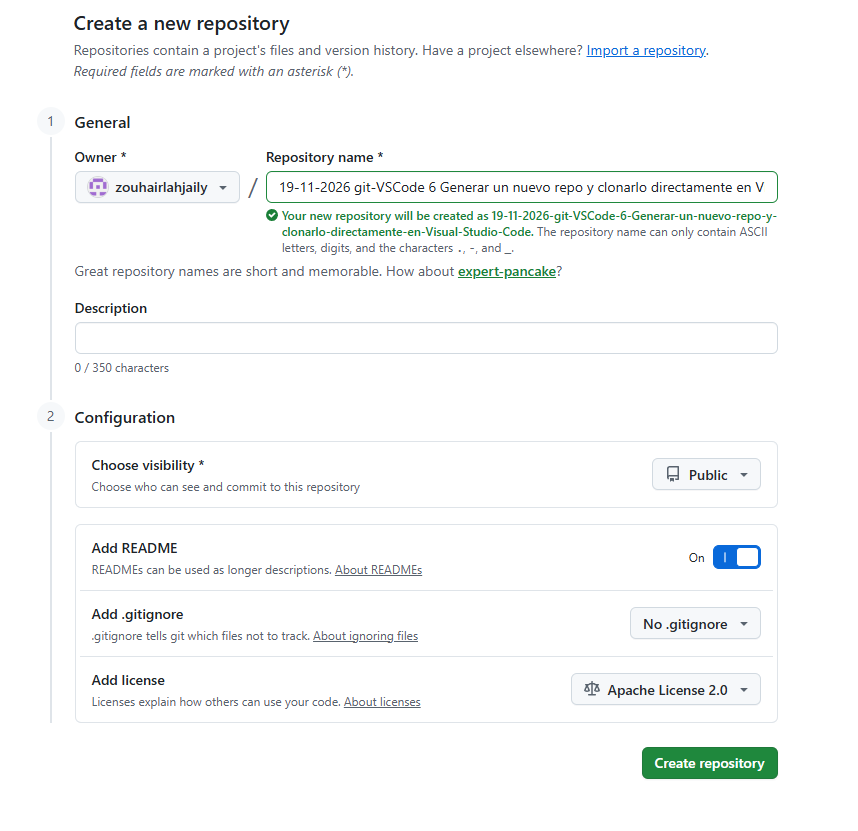 Create a new repository
Repositories contain a project's files and version history. Have a project elsewhere? Import a repository.
Required fields are marked with an asterisk (*).
1
General
Owner *
Repository name *
zouhairlahjaily
/
19-11-2026 git-VSCode 6 Generar un nuevo repo y clonarlo directamente en V
Your new repository will be created as 19-11-2026-git-VSCode-6-Generar-un-nuevo-repo-y-
clonarlo-directamente-en-Visual-Studio-Code. The repository name can only contain ASCII
letters, digits, and the characters ., -, and _.
Great repository names are short and memorable. How about expert-pancake?
Description
0 / 350 characters
2
Configuration
Choose visibility *
Choose who can see and commit to this repository
Public
Add README
READMEs can be used as longer descriptions. About READMEs
On
Add .gitignore
.gitignore tells git which files not to track. About ignoring files
No .gitignore
Add license
Licenses explain how others can use your code. About licenses
Apache License 2.0
Create repository